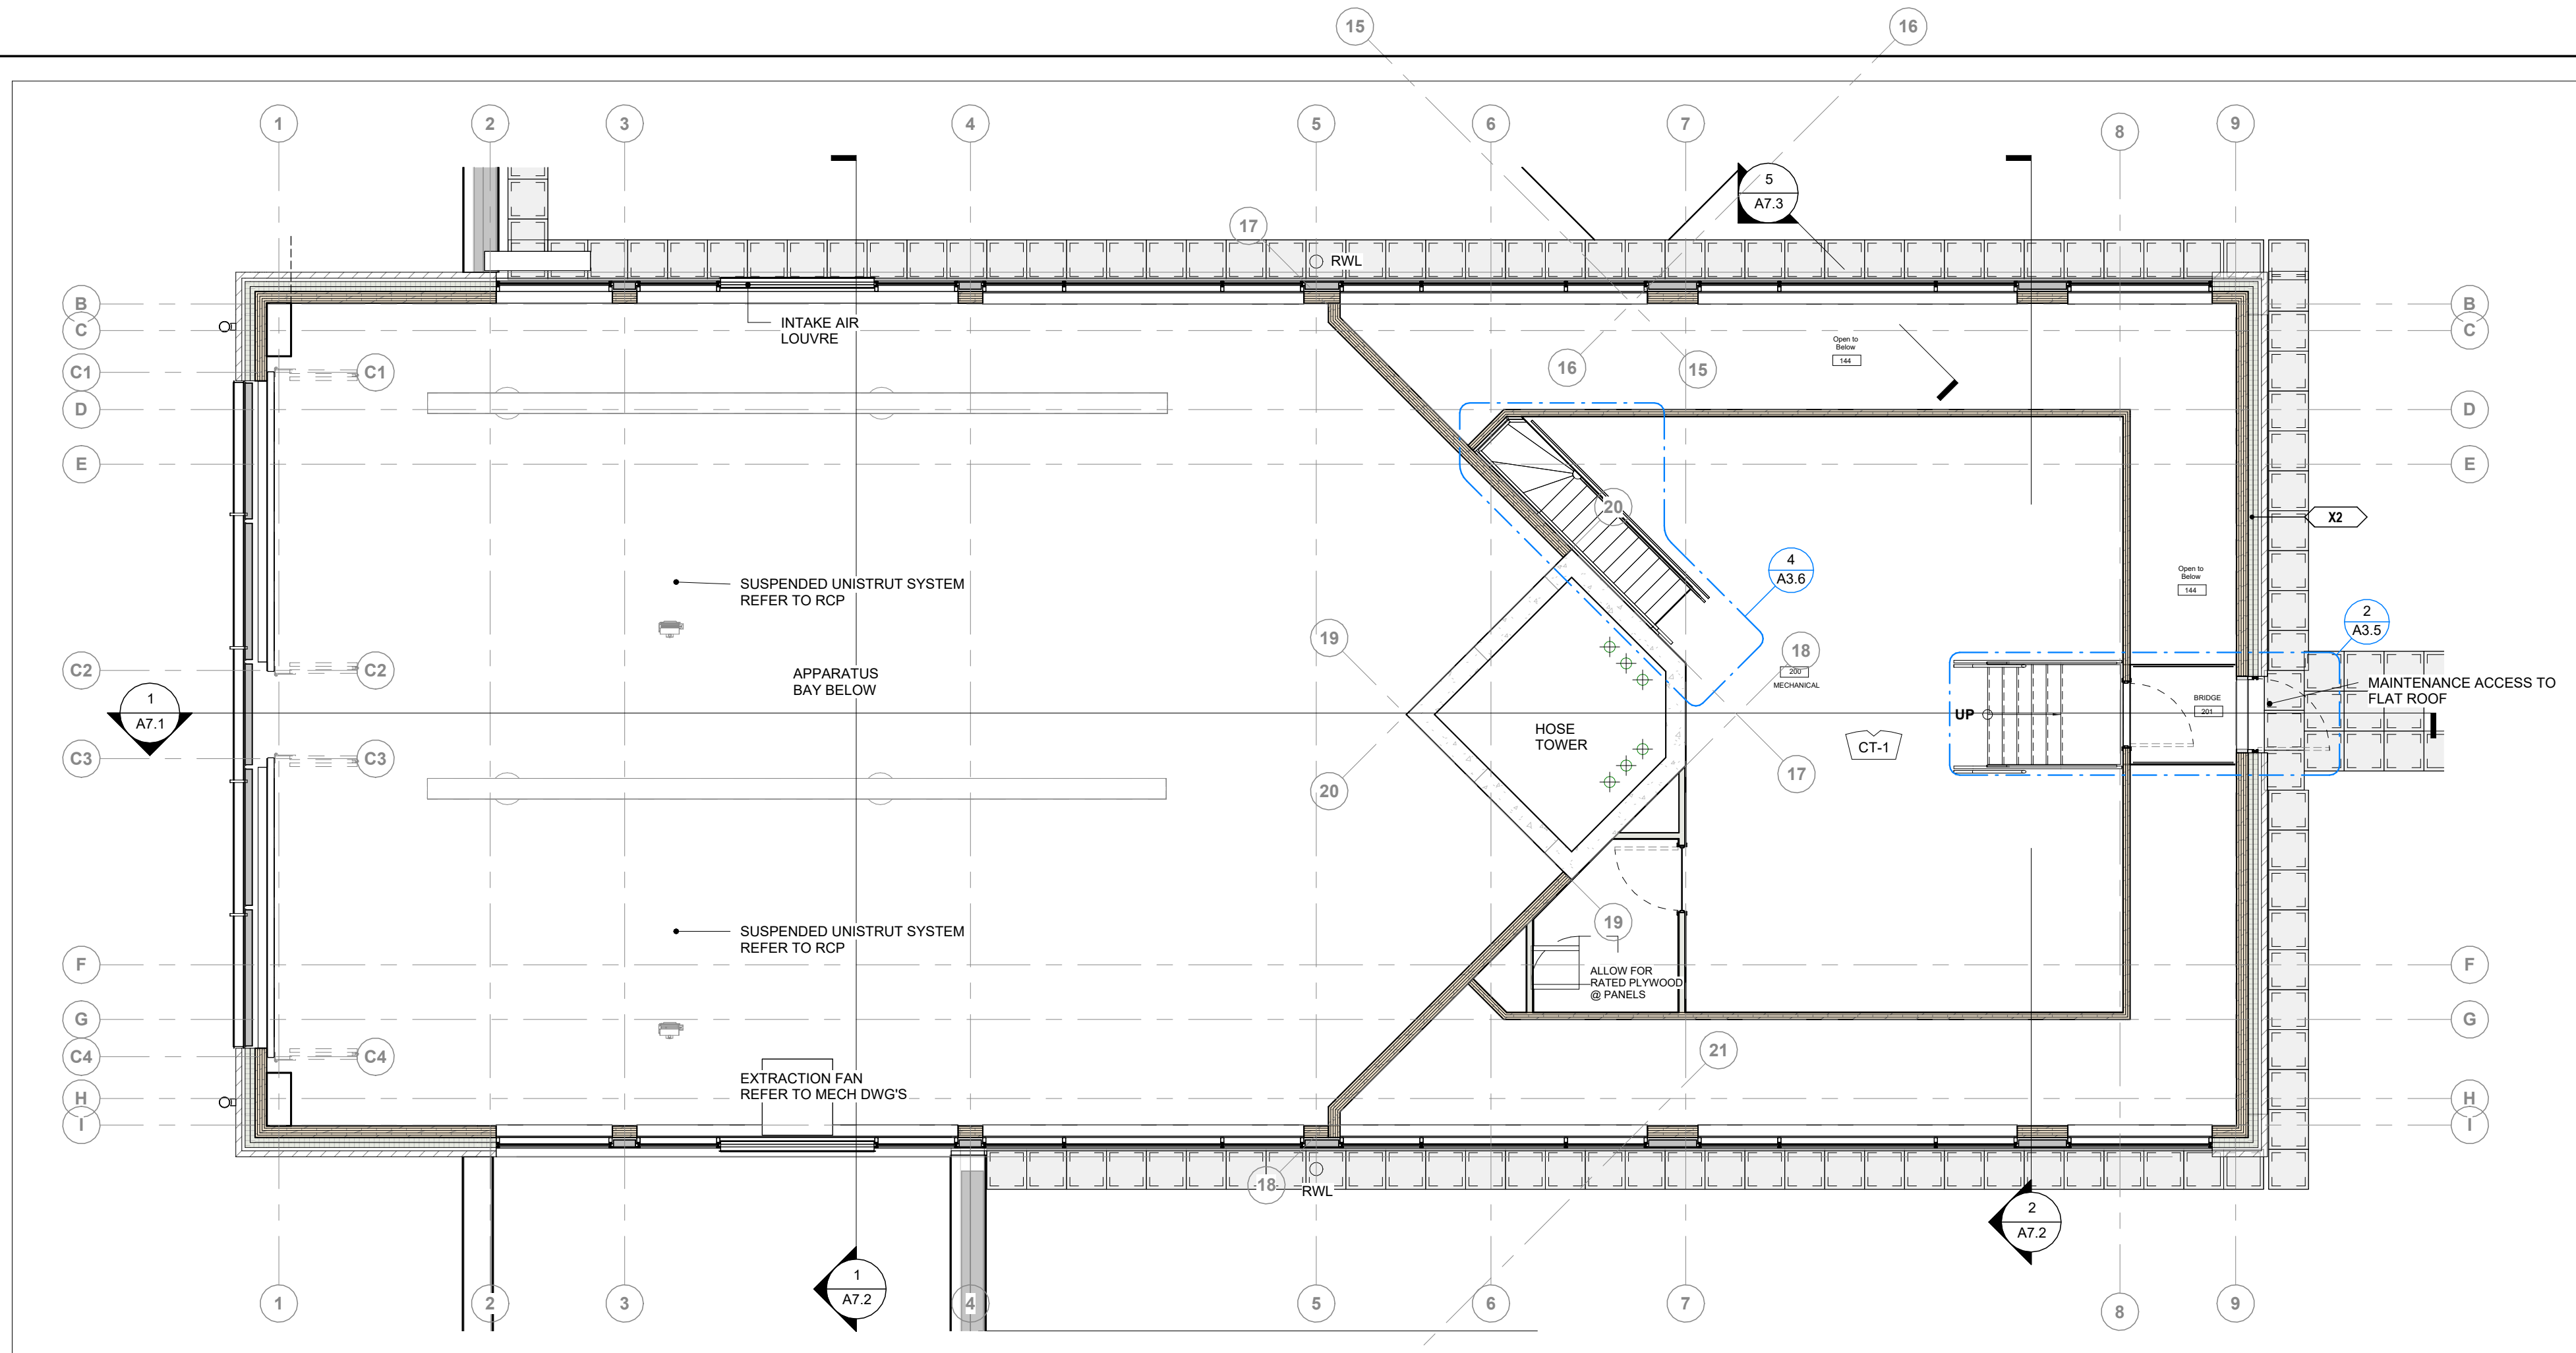 15
16
1
2
3
4
5
6
7
8
9
5
A7.3
17
RWL
B
C
C1
D
E
B
C
D
E
C1
INTAKE AIR
LOUVRE
16
15
Open to
Below
144
20
X2
SUSPENDED UNISTRUT SYSTEM
REFER TO RCP
4
A3.6
Open to
Below
144
2
A3.5
19
18
200
MECHANICAL
C2
C2
APPARATUS
BAY BELOW
MAINTENANCE ACCESS TO
FLAT ROOF
BRIDGE
201
1
A7.1
UP
HOSE
TOWER
CT-1
C3
C3
20
17
SUSPENDED UNISTRUT SYSTEM
REFER TO RCP
19
F
F
ALLOW FOR
RATED PLYWOOD
@ PANELS
G
G
C4
C4
21
EXTRACTION FAN
REFER TO MECH DWG'S
H
I
H
I
18
RWL
2
A7.2
1
A7.2
1
2
3
4
5
6
7
8
9